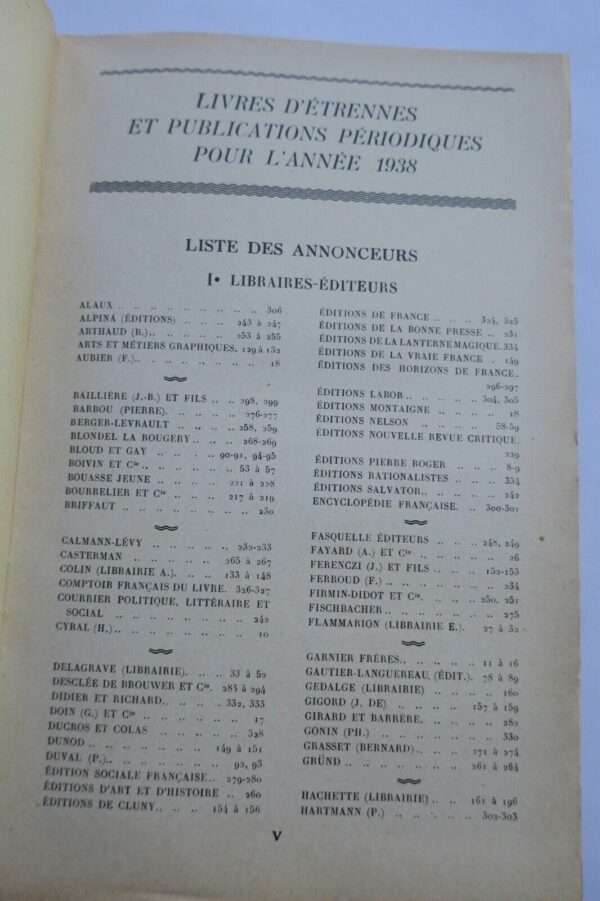 LIVRES D'ÉTRENNES
ET PUBLICATIONS PÉRIODIQUES
POUR L'ANNÉE 1938
LISTE DES ANNONCEURS
I• LIBRAIRES-ÉDITEURS
ALAUX .. .. .. .. .. .. .. .. .. 306
ALPINA (ÉDITIONS) .. .. .. 243 à 247
ARTHAUD (B.).. .. .. .. .. 253 à 255
ARTS ET MÉTIERS GRAPHIQUES. 129 à 132
AUBIER (F.).. .. .. .. .. .. .. 18
BAILLIÈRE (J.-B.) ET FILS .. .. 298, 299
BARBOU (PIERRE). .. .. .. .. 276-277
BERGER-LEVRAULT .. .. .. .. 258, 259
BLONDEL LA ROUGERY .. .. .. 268-269
BLOUD ET GAY .. .. .. .. 90-91, 94-95
BOIVIN ET Cie.. .. .. .. .. .. 53 à 57
BOUASSE JEUNE .. .. .. .. 221 à 228
BOURRELIER ET Cie .. .. .. 217 à 219
BRIFFAUT .. .. .. .. .. .. .. 230
CALMANN-LÉVY .. .. .. .. .. 232-233
CASTERMAN .. .. .. .. .. 265 à 267
COLIN (LIBRAIRIE A.). .. .. 133 à 148
COMPTOIR FRANÇAIS DU LIVRE. 326-327
COURRIER POLITIQUE, LITTÉRAIRE ET
SOCIAL .. .. .. .. .. .. .. .. 242
CYRAL (H.).. .. .. .. .. .. .. 10
DELAGRAVE (LIBRAIRIE). .. .. 33 à 52
DESCLÉE DE BROUWER ET Cie. 283 à 294
DIDIER ET RICHARD.. .. .. .. 332, 333
DOIN (G.) ET Cie .. .. .. .. .. 17
DUCROS ET COLAS .. .. .. .. .. 328
DUNOD .. .. .. .. .. .. .. 149 à 151
DUVAL (P.).. .. .. .. .. .. .. 92, 93
ÉDITION SOCIALE FRANÇAISE.. 279-280
ÉDITIONS D'ART ET D'HISTOIRE .. 260
ÉDITIONS DE CLUNY.. .. .. 154 à 156
ÉDITIONS DE FRANCE .. .. .. 324, 325
ÉDITIONS DE LA BONNE PRESSE .. 231
ÉDITIONS DE LA LANTERNE MAGIQUE. 334
ÉDITIONS DE LA VRAIE FRANCE . 149
ÉDITIONS DES HORIZONS DE FRANCE.
296-297
ÉDITIONS LABOR.. .. .. .. 304, 305
ÉDITIONS MONTAIGNE .. .. .. .. 18
ÉDITIONS NELSON .. .. .. .. 58-59
ÉDITIONS NOUVELLE REVUE CRITIQUE.
229
ÉDITIONS PIERRE ROGER .. .. .. 8-9
ÉDITIONS RATIONALISTES .. .. .. 334
ÉDITIONS SALVATOR.. .. .. .. 242
ENCYCLOPÉDIE FRANÇAISE. .. 300-301
FASQUELLE ÉDITEURS .. .. .. 248, 249
FAYARD (A.) ET Cie .. .. .. .. .. 26
FERENCZI (J.) ET FILS .. .. .. 152-153
FERROUD (F.) .. .. .. .. .. .. 234
FIRMIN-DIDOT ET Cie. .. .. .. 250, 251
FISCHBACHER.. .. .. .. .. .. .. 275
FLAMMARION (LIBRAIRIE E.). 27 à 32
GARNIER FRÈRES.. .. .. .. .. 11 à 16
GAUTIER-LANGUEREAU, (ÉDIT.). 78 à 89
GEDALGE (LIBRAIRIE) .. .. .. .. 160
GIGORD (J. DE) .. .. .. .. 157 à 159
GIRARD ET BARRÈRE. .. .. .. .. 282
GONIN (PH.) .. .. .. .. .. .. 330
GRASSET (BERNARD).. .. .. 271 à 274
GRÜND .. .. .. .. .. .. .. 261 à 264
HACHETTE (LIBRAIRIE) .. .. 161 à 196
HARTMANN (P.) .. .. .. .. .. 302-303
V